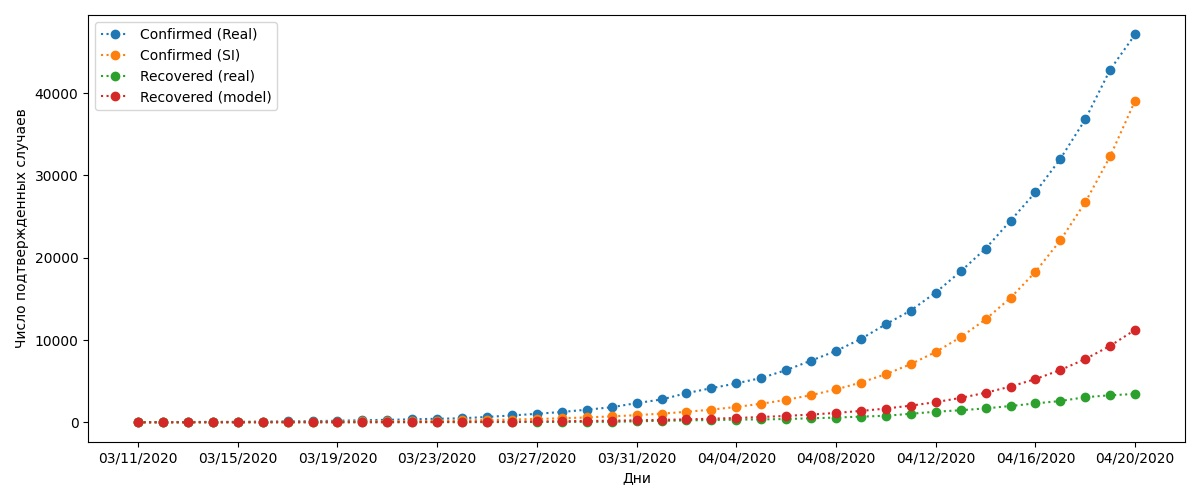 Confirmed (Real)
Confirmed (SI)
Recovered (real)
Recovered (model)
Число подтвержденных случаев
40000
30000
20000
10000
0
03/11/2020 03/15/2020 03/19/2020 03/23/2020 03/27/2020 03/31/2020 04/04/2020 04/08/2020 04/12/2020 04/16/2020 04/20/2020
Дни